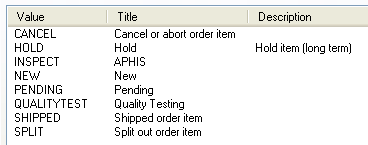 Value Title Description
CANCEL Cancel or abort order item
HOLD Hold Hold item (long term)
INSPECT APHIS
NEW New
PENDING Pending
QUALITYTEST Quality Testing
SHIPPED Shipped order item
SPLIT Split out order item